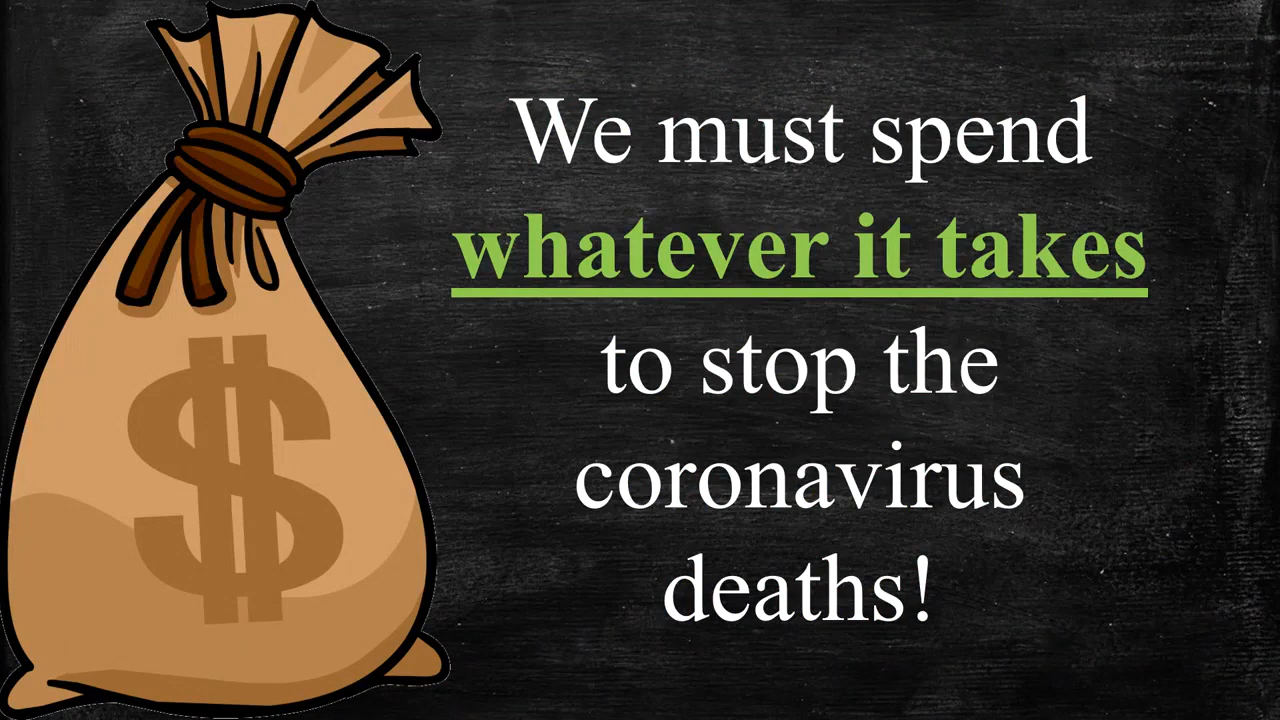 We must spend
whatever it takes
to stop the
coronavirus
deaths!
$